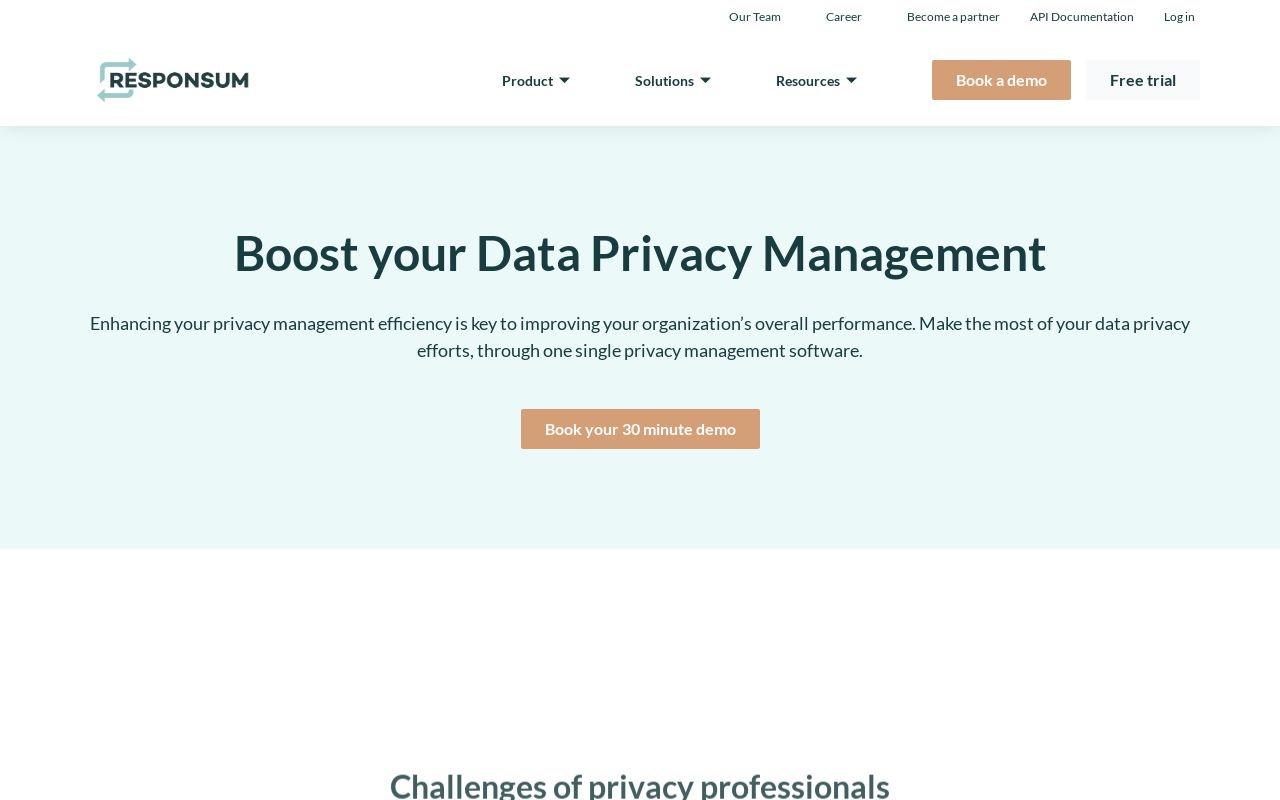 Our Team Career Become a partner API Documentation Log in
RESPONSUM Product Solutions Resources Book a demo Free trial
Boost your Data Privacy Management
Enhancing your privacy management efficiency is key to improving your organization’s overall performance. Make the most of your data privacy
efforts, through one single privacy management software.
Book your 30 minute demo
Challenges of privacy professionals